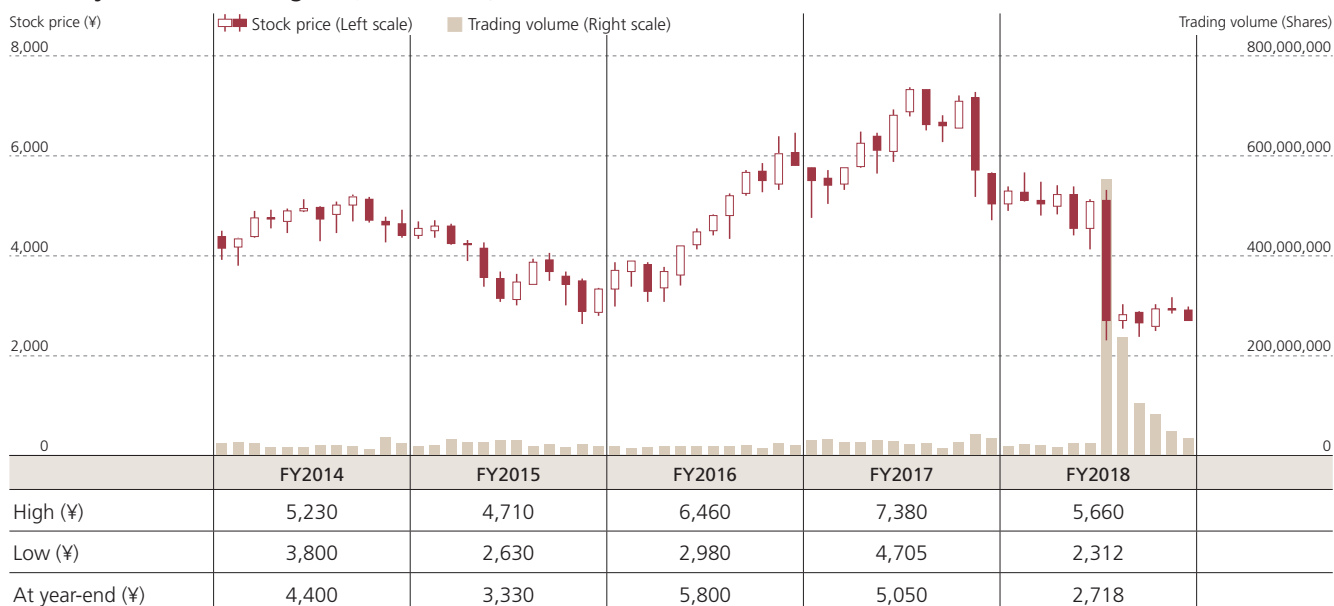 Stock price (¥)
Stock price (Left scale)
Trading volume (Right scale)
Trading volume (Shares)
8,000
800,000,000
6,000
600,000,000
4,000
400,000,000
2,000
200,000,000
0
0
FY2014 FY2015 FY2016 FY2017 FY2018
High (¥) 5,230 4,710 6,460 7,380 5,660
Low (¥) 3,800 2,630 2,980 4,705 2,312
At year-end (¥) 4,400 3,330 5,800 5,050 2,718